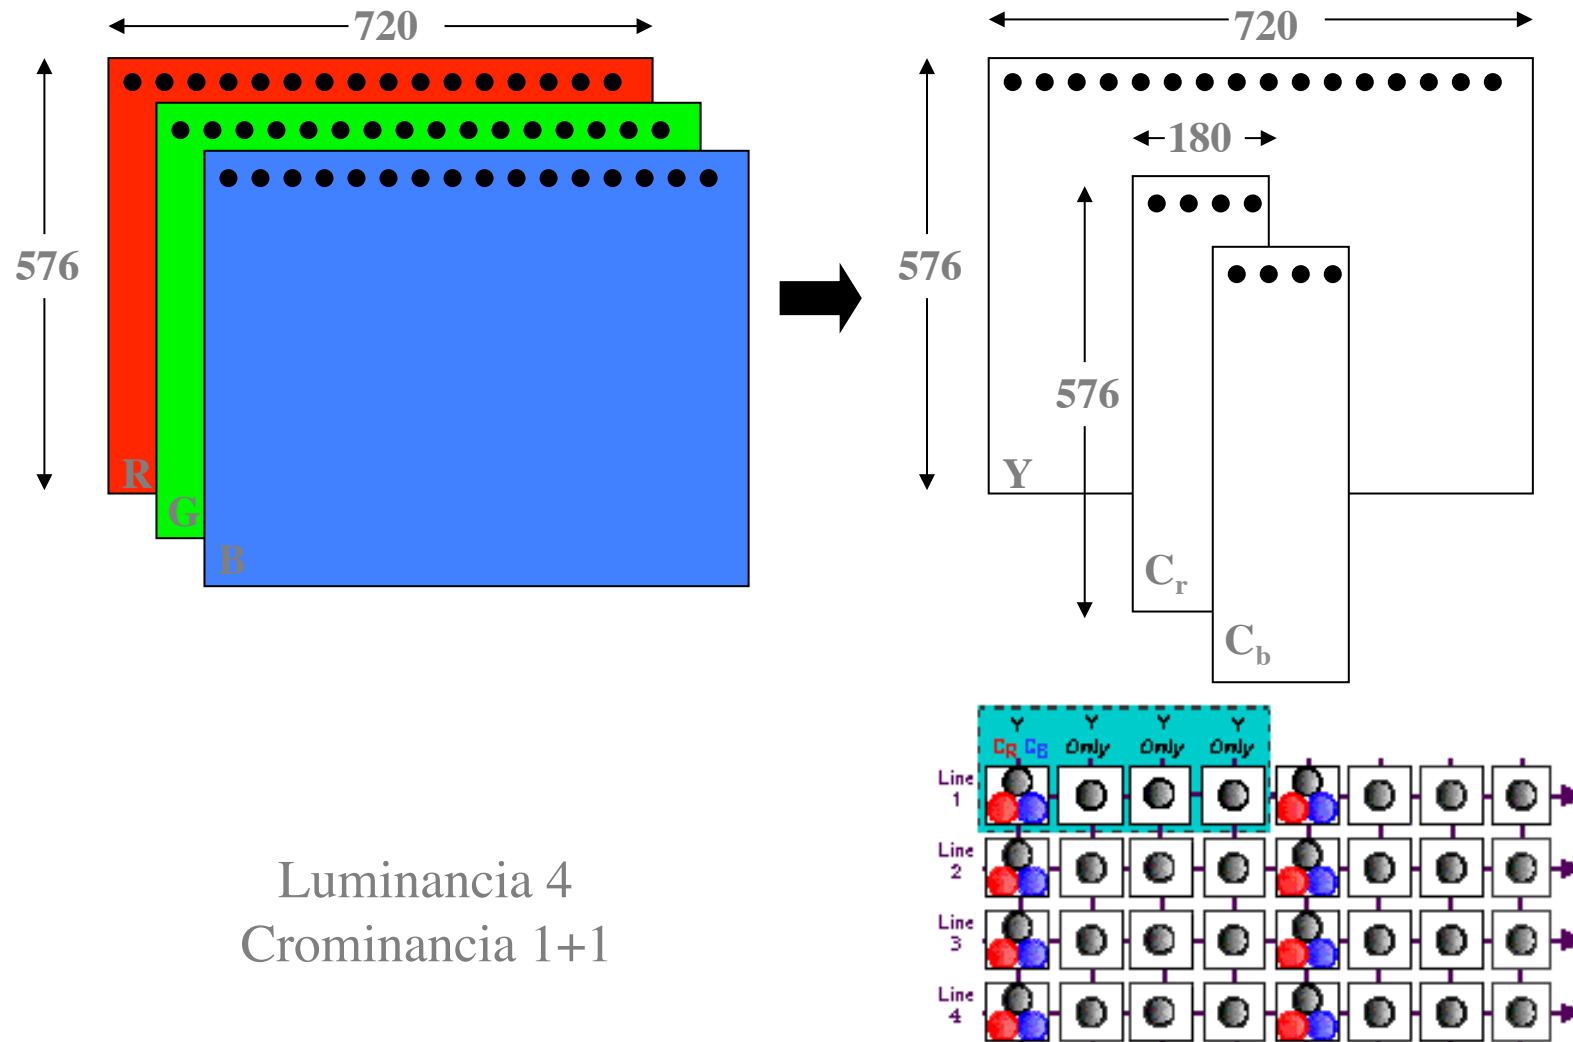 720
576
R
G
B
720
576
180
576
Y
Cr
Cb
Y Y Y Y
CR CB Only Only Only
Line 1
Line 2
Line 3
Line 4
Luminancia 4
Crominancia 1+1